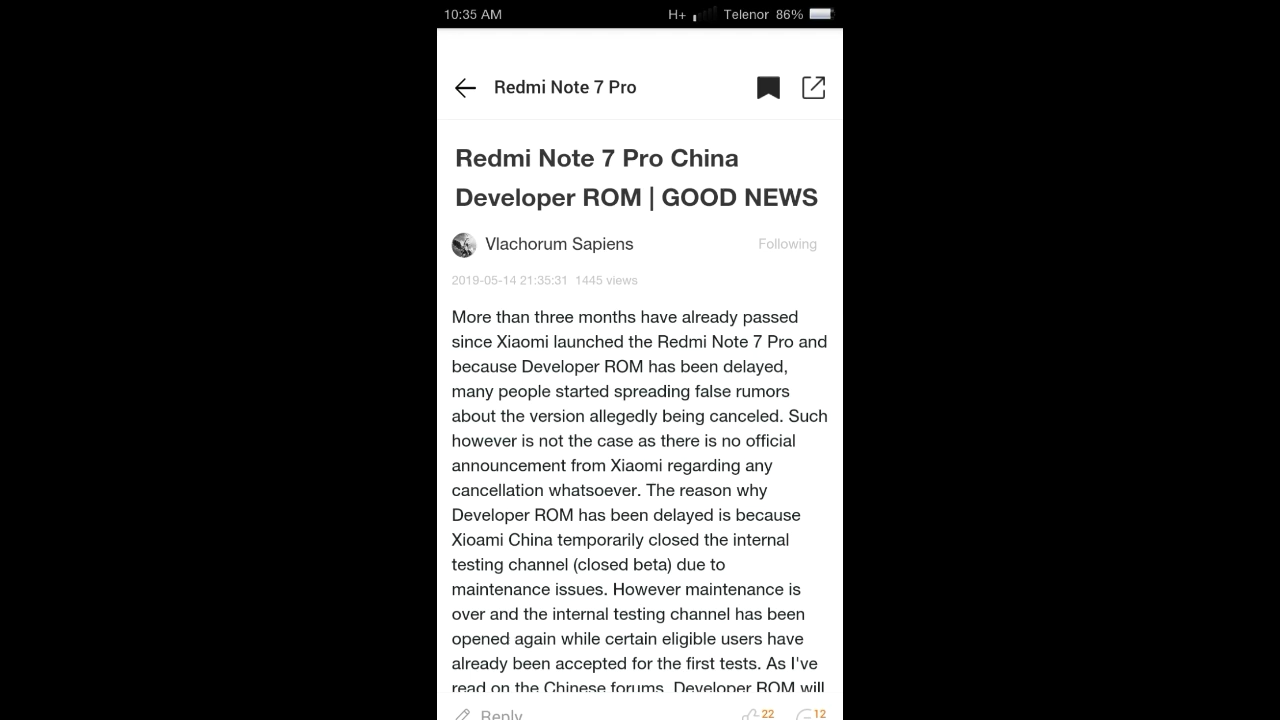 10:35 AM H+ Telenor 86%
Redmi Note 7 Pro
Redmi Note 7 Pro China
Developer ROM | GOOD NEWS
Vlachorum Sapiens Following
2019-05-14 21:35:31 1445 views
More than three months have already passed
since Xiaomi launched the Redmi Note 7 Pro and
because Developer ROM has been delayed,
many people started spreading false rumors
about the version allegedly being canceled. Such
however is not the case as there is no official
announcement from Xiaomi regarding any
cancellation whatsoever. The reason why
Developer ROM has been delayed is because
Xioami China temporarily closed the internal
testing channel (closed beta) due to
maintenance issues. However maintenance is
over and the internal testing channel has been
opened again while certain eligible users have
already been accepted for the first tests. As I've
read on the Chinese forums, Developer ROM will
Reply 22 12